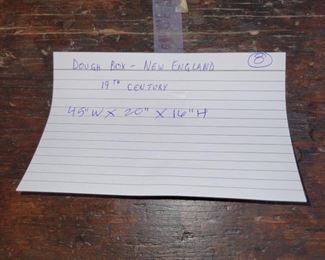 Dough Box - New England 8
19th century
45" W x 20" x 16" H